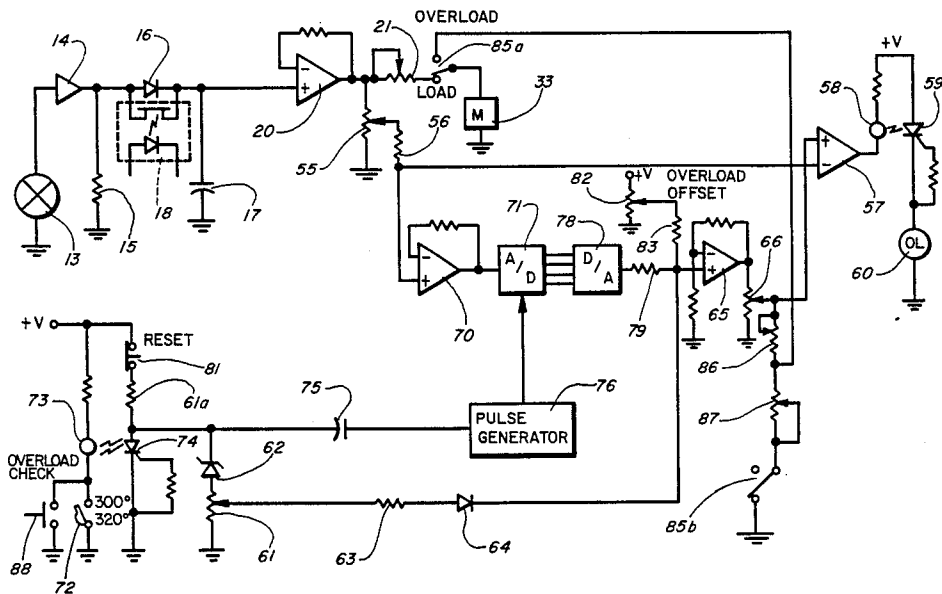 OVERLOAD
14
16
21
85a
+V
20
LOAD
33
M
58
59
56
55
18
17
13
15
+V
OVERLOAD
OFFSET
82
83
57
71
78
A/D
D/A
66
OL
60
70
79
65
+V
RESET
81
61a
75
76
PULSE
GENERATOR
86
87
73
74
62
OVERLOAD
CHECK
300°
320°
85b
88
72
61
63
64